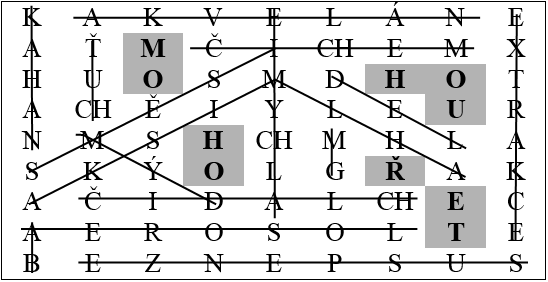 K A K V E L Á N E
A Ť M Č I CH E M X
H U O S M D H O T
A CH Ě I Y L E U R
N M S H CH M H L A
S K Ý O L G Ř A K
A Č I D A L CH E C
A E R O S O L T E
B E Z N E P S U S